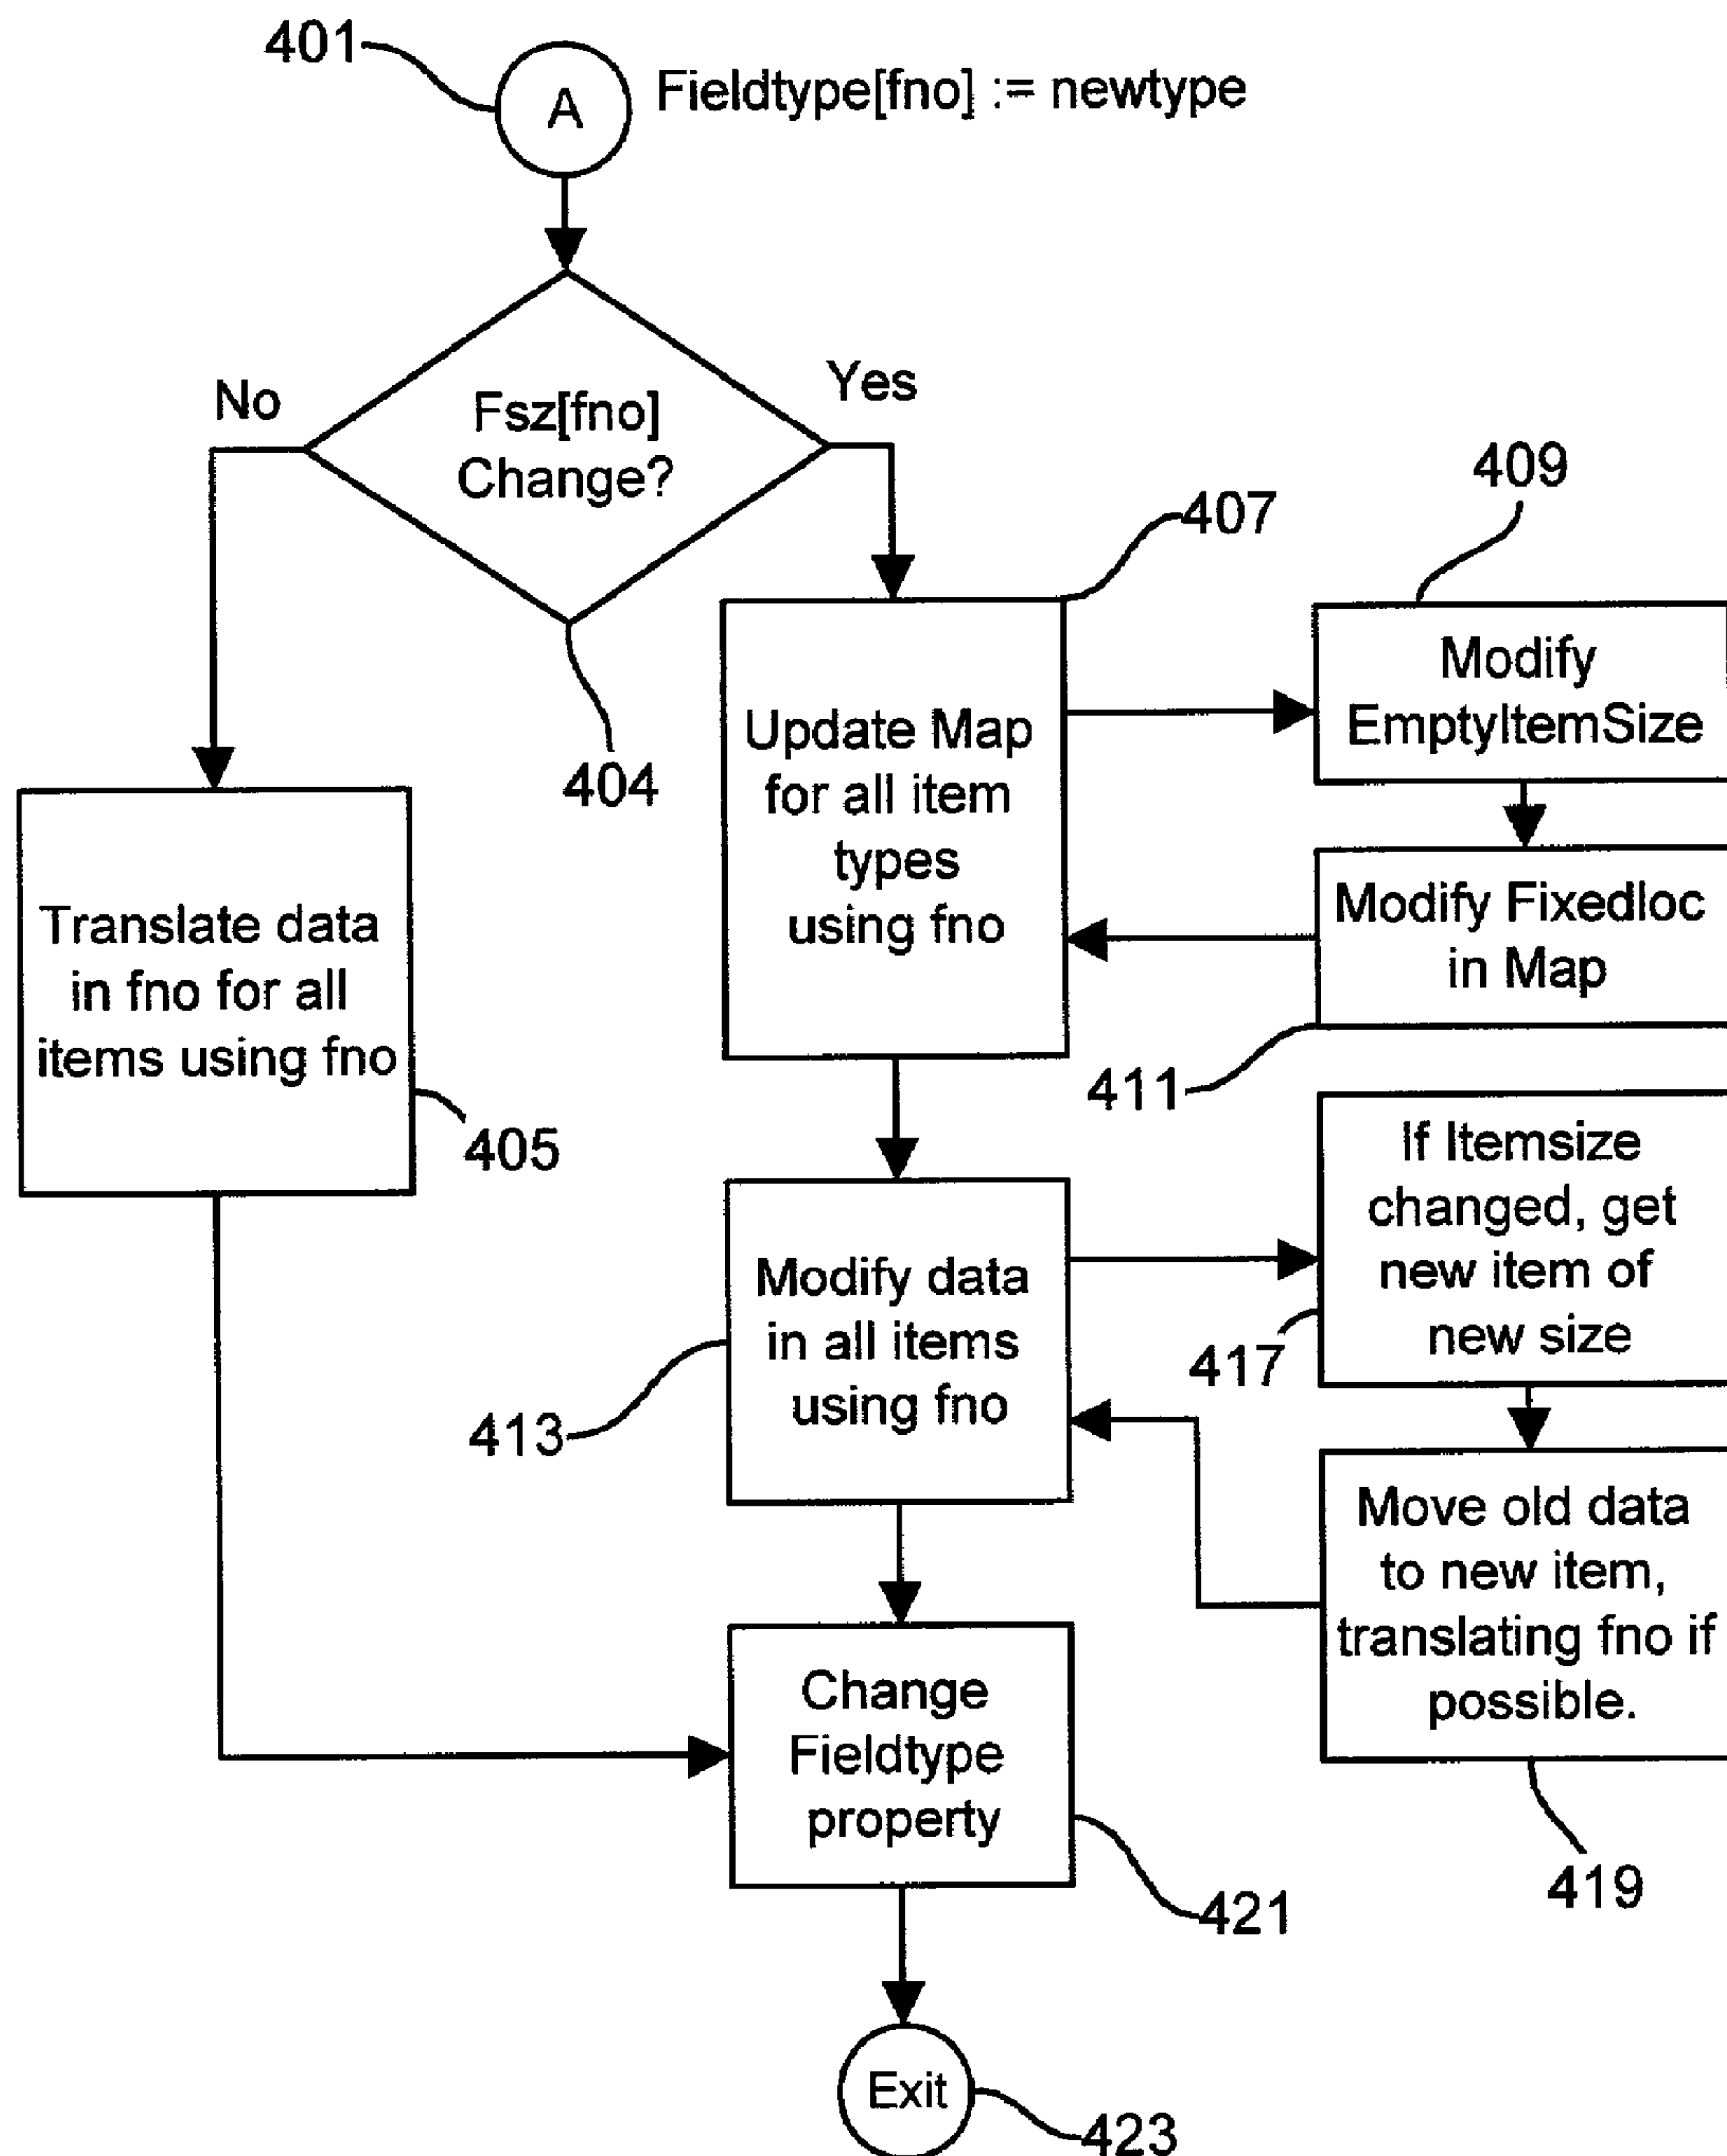 401
A
Fieldtype[fno] := newtype
No
Yes
Fsz[fno]
Change?
404
407
409
Update Map
for all item
types
using fno
Modify
EmptyItemSize
Modify Fixedloc
in Map
411
Translate data
in fno for all
items using fno
405
Modify data
in all items
using fno
413
If Itemsize
changed, get
new item of
new size
417
Move old data
to new item,
translating fno if
possible.
419
Change
Fieldtype
property
421
Exit
423